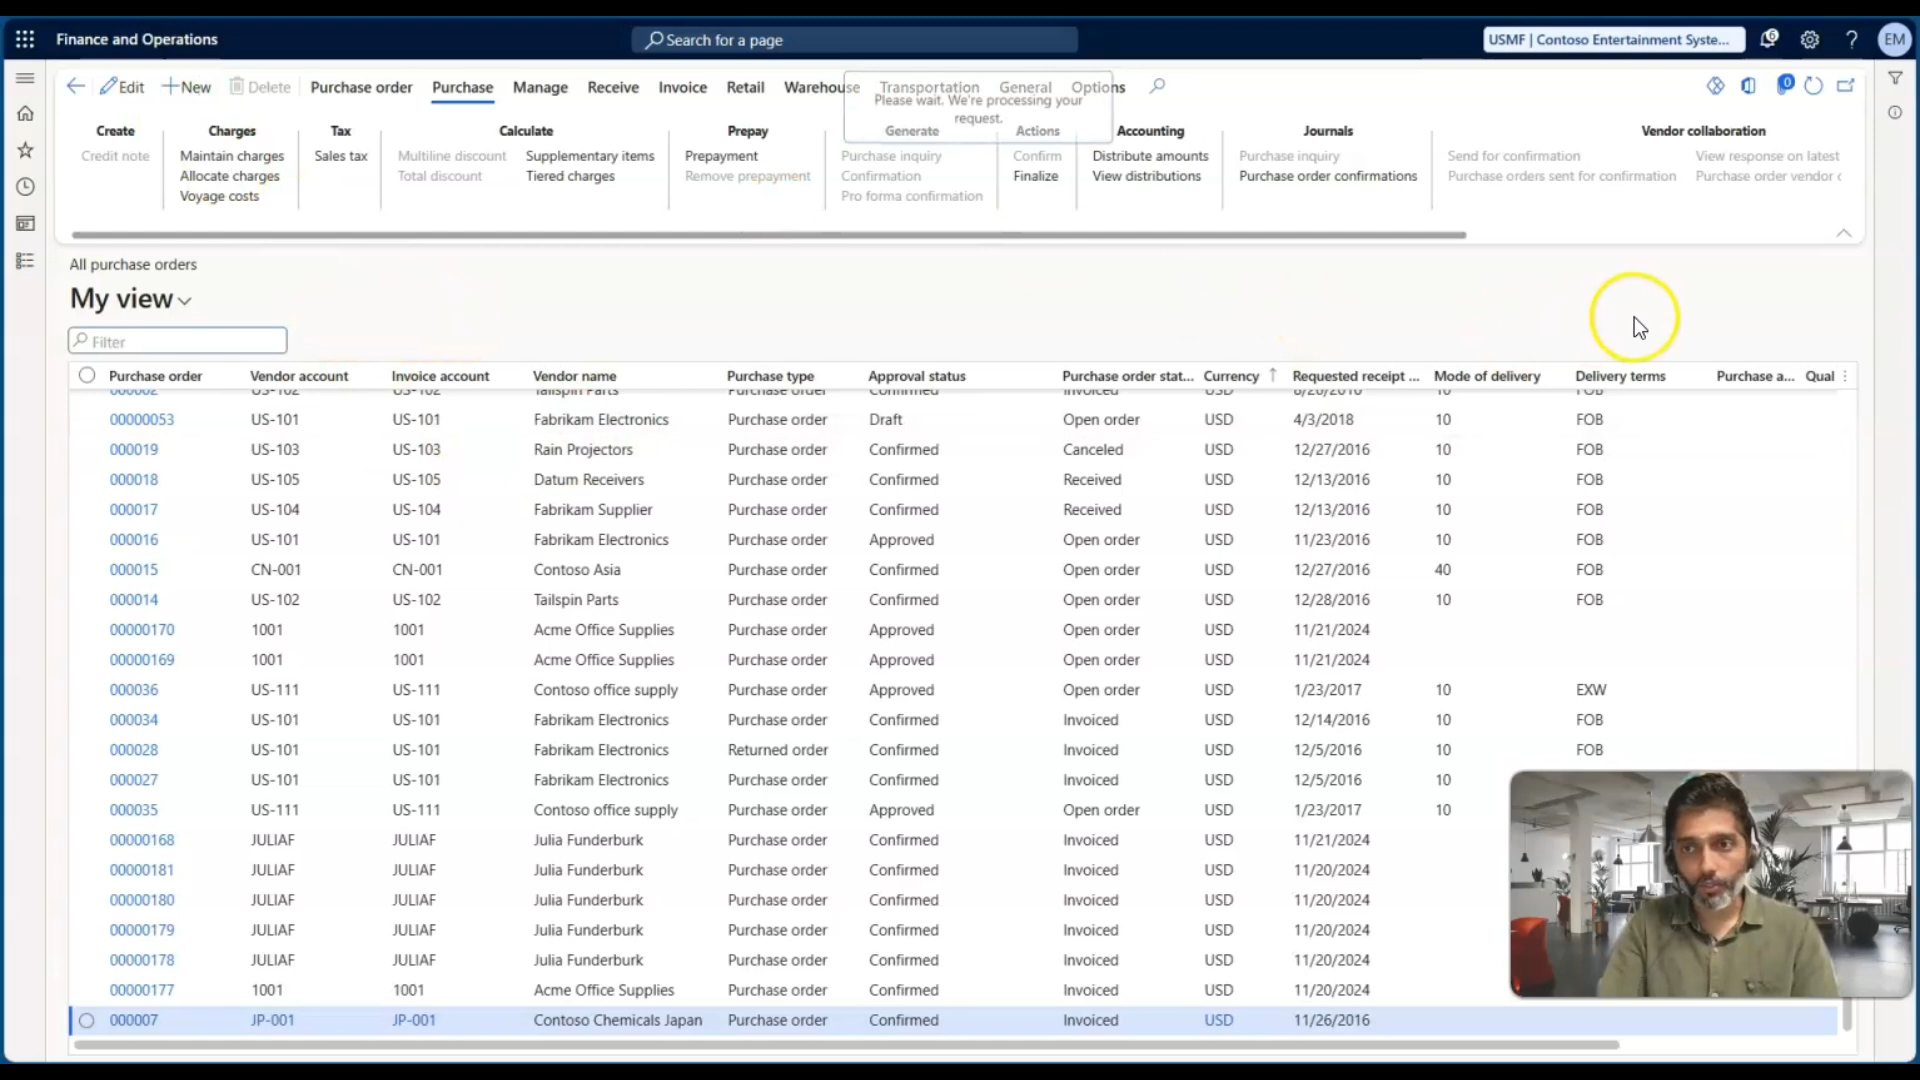 Finance and Operations
Search for a page
USMF | Contoso Entertainment Syste...
6
?
EM
Edit
New
Delete
Purchase order
Purchase
Manage
Receive
Invoice
Retail
Warehouse
Transportation
General
Options
0
Please wait. We're processing your
request.
Create
Charges
Tax
Calculate
Prepay
Generate
Actions
Accounting
Journals
Vendor collaboration
Credit note
Maintain charges
Sales tax
Multiline discount
Supplementary items
Prepayment
Purchase inquiry
Confirm
Distribute amounts
Purchase inquiry
Send for confirmation
View response on latest
Allocate charges
Total discount
Tiered charges
Remove prepayment
Confirmation
Finalize
View distributions
Purchase order confirmations
Purchase orders sent for confirmation
Purchase order vendor c
Voyage costs
Pro forma confirmation
All purchase orders
My view
Filter
Purchase order Vendor account Invoice account Vendor name Purchase type Approval status Purchase order stat... Currency Requested receipt ... Mode of delivery Delivery terms Purchase a... Qual
000002 US-102 US-102 Tailspin Parts Purchase order Confirmed Invoiced USD 10 FOB
00000053 US-101 US-101 Fabrikam Electronics Purchase order Draft Open order USD 4/3/2018 10 FOB
000019 US-103 US-103 Rain Projectors Purchase order Confirmed Canceled USD 12/27/2016 10 FOB
000018 US-105 US-105 Datum Receivers Purchase order Confirmed Received USD 12/13/2016 10 FOB
000017 US-104 US-104 Fabrikam Supplier Purchase order Confirmed Received USD 12/13/2016 10 FOB
000016 US-101 US-101 Fabrikam Electronics Purchase order Approved Open order USD 11/23/2016 10 FOB
000015 CN-001 CN-001 Contoso Asia Purchase order Confirmed Open order USD 12/27/2016 40 FOB
000014 US-102 US-102 Tailspin Parts Purchase order Confirmed Open order USD 12/28/2016 10 FOB
00000170 1001 1001 Acme Office Supplies Purchase order Approved Open order USD 11/21/2024
00000169 1001 1001 Acme Office Supplies Purchase order Approved Open order USD 11/21/2024
000036 US-111 US-111 Contoso office supply Purchase order Approved Open order USD 1/23/2017 10 EXW
000034 US-101 US-101 Fabrikam Electronics Purchase order Confirmed Invoiced USD 12/14/2016 10 FOB
000028 US-101 US-101 Fabrikam Electronics Returned order Confirmed Invoiced USD 12/5/2016 10 FOB
000027 US-101 US-101 Fabrikam Electronics Purchase order Confirmed Invoiced USD 12/5/2016 10
000035 US-111 US-111 Contoso office supply Purchase order Approved Open order USD 1/23/2017 10
00000168 JULIAF JULIAF Julia Funderburk Purchase order Confirmed Invoiced USD 11/21/2024
00000181 JULIAF JULIAF Julia Funderburk Purchase order Confirmed Invoiced USD 11/20/2024
00000180 JULIAF JULIAF Julia Funderburk Purchase order Confirmed Invoiced USD 11/20/2024
00000179 JULIAF JULIAF Julia Funderburk Purchase order Confirmed Invoiced USD 11/20/2024
00000178 JULIAF JULIAF Julia Funderburk Purchase order Confirmed Invoiced USD 11/20/2024
00000177 1001 1001 Acme Office Supplies Purchase order Confirmed Invoiced USD 11/20/2024
000007 JP-001 JP-001 Contoso Chemicals Japan Purchase order Confirmed Invoiced USD 11/26/2016